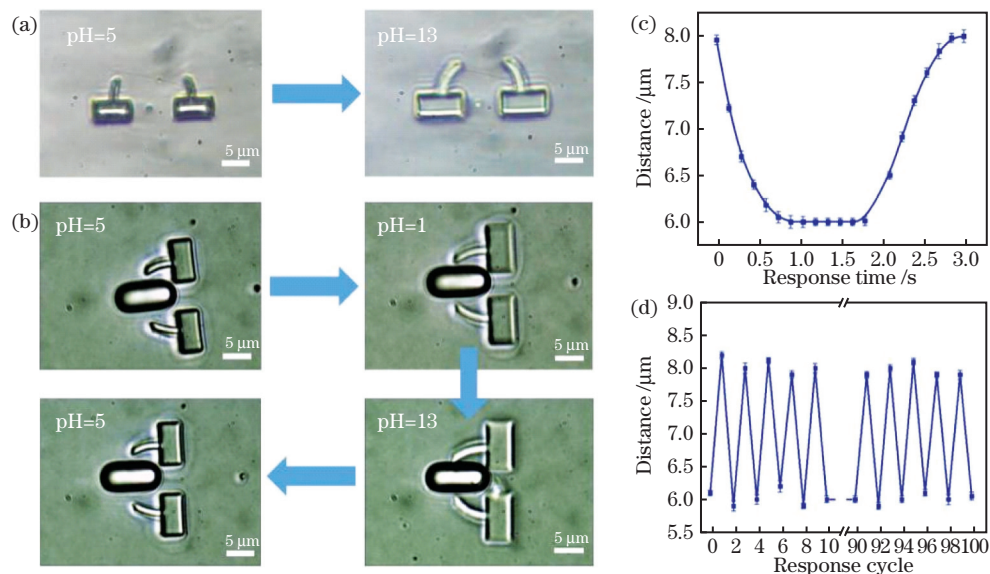 (a)
pH=5
5 μm
pH=13
5 μm
(b)
pH=5
5 μm
pH=1
5 μm
pH=5
5 μm
pH=13
5 μm
(c)
Distance /μm
8.0
7.5
7.0
6.5
6.0
0 0.5 1.0 1.5 2.0 2.5 3.0
Response time /s
(d)
Distance /μm
9.0
8.5
8.0
7.5
7.0
6.5
6.0
5.5
0 2 4 6 8 10 90 92 94 96 98 100
Response cycle